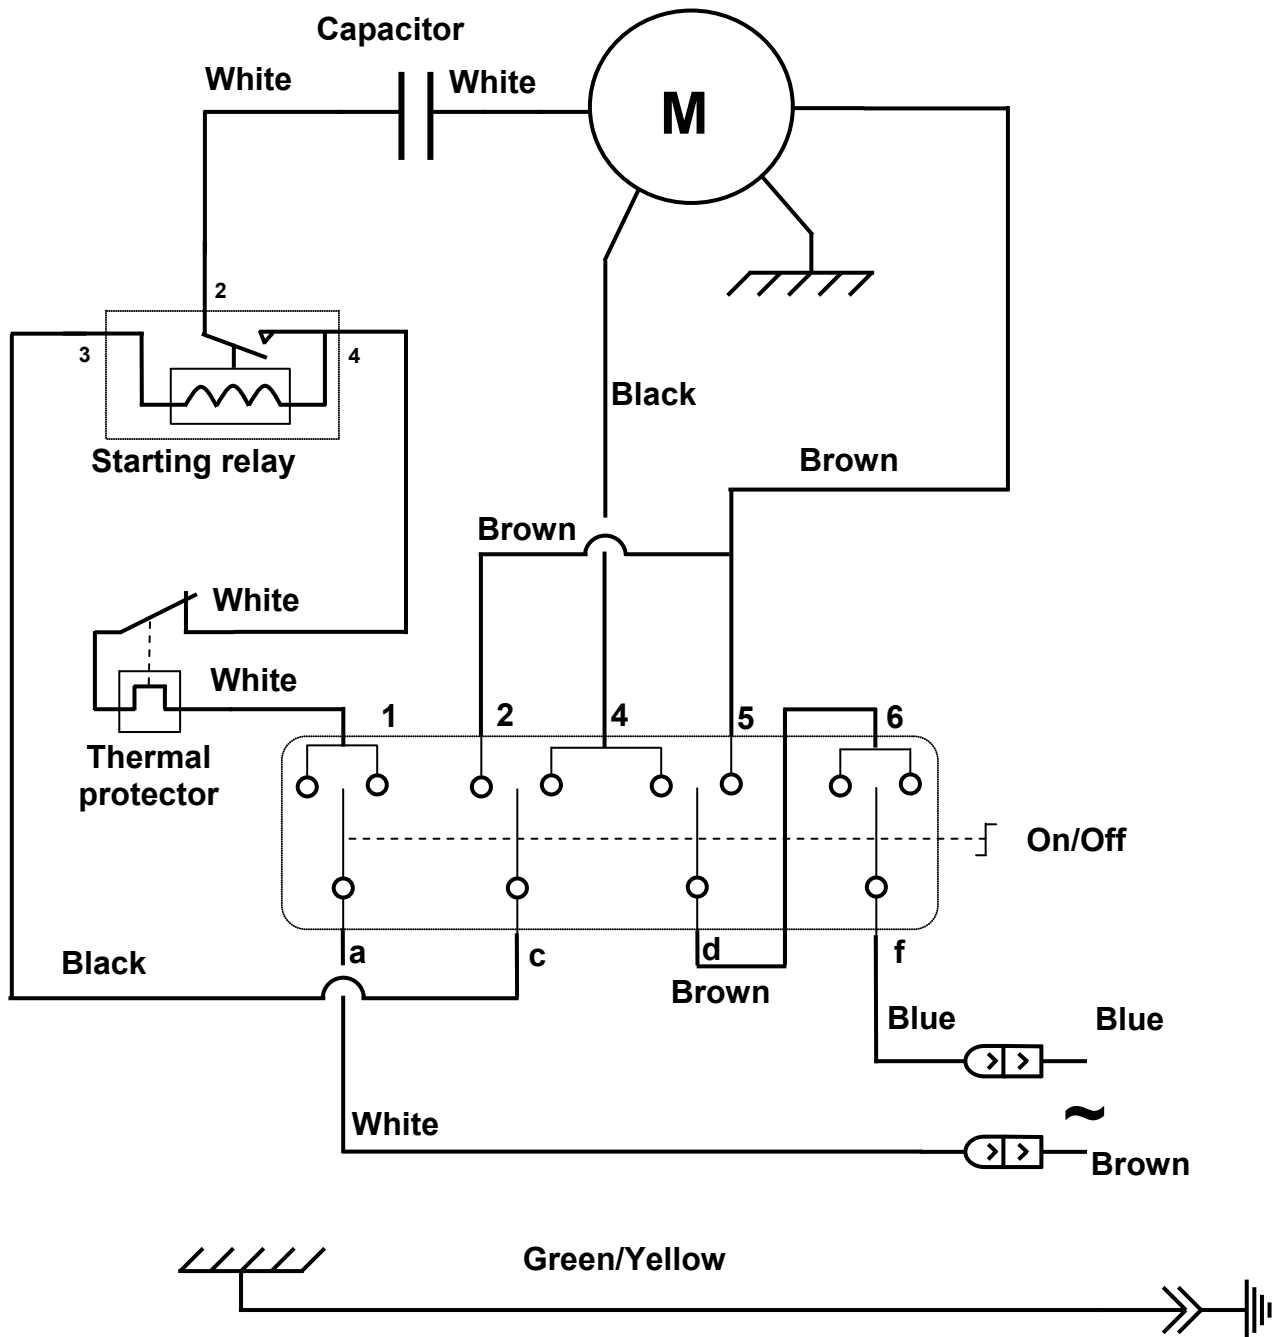 Capacitor
White
White
M
2
3
4
Starting relay
Black
Brown
Brown
White
White
Thermal
protector
1
2
4
5
6
On/Off
a
c
d
f
Black
Brown
Blue
Blue
~
White
Brown
Green/Yellow